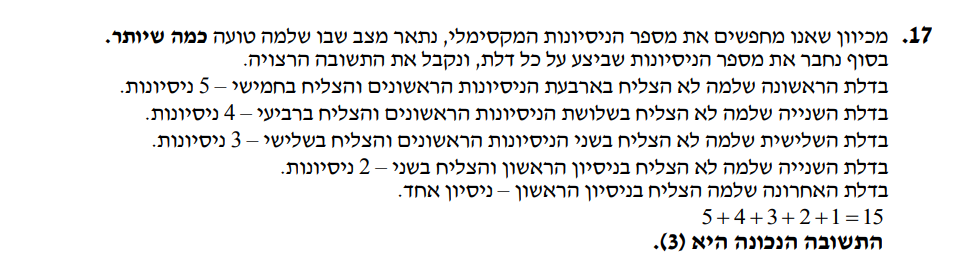 17. מכיוון שאנו מחפשים את מספר הניסיונות המקסימלי, נתאר מצב שבו שלמה טועה כמה שיותר.
בסוף נחבר את מספר הניסיונות שביצע על כל דלת, ונקבל את התשובה הרצויה.
בדלת הראשונה שלמה לא הצליח בארבעת הניסיונות הראשונים והצליח בחמישי – 5 ניסיונות.
בדלת השנייה שלמה לא הצליח בשלושת הניסיונות הראשונים והצליח ברביעי – 4 ניסיונות.
בדלת השלישית שלמה לא הצליח בשני הניסיונות הראשונים והצליח בשלישי – 3 ניסיונות.
בדלת השנייה שלמה לא הצליח בניסיון הראשון והצליח בשני – 2 ניסיונות.
בדלת האחרונה שלמה הצליח בניסיון הראשון – ניסיון אחד.
5+4+3+2+1=15
התשובה הנכונה היא (3).